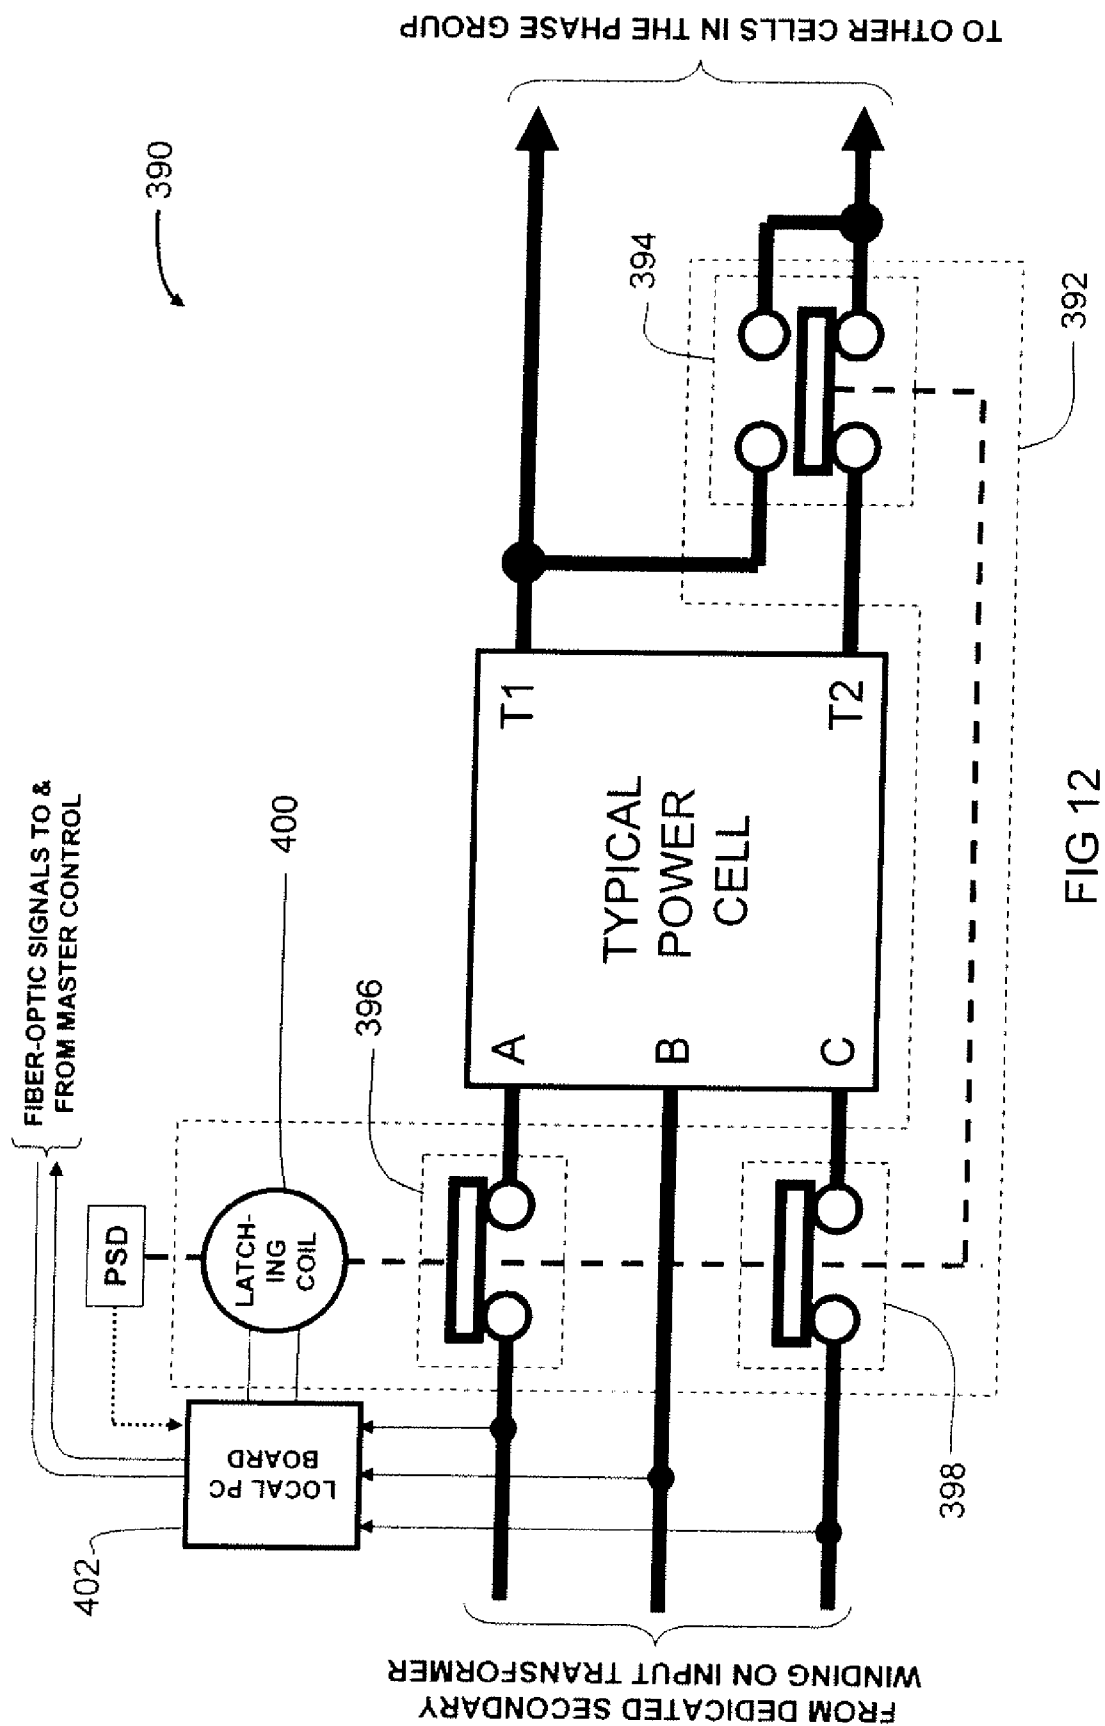 390
FIBER-OPTIC SIGNALS TO &
FROM MASTER CONTROL
PSD
402
LOCAL PC
BOARD
LATCH-
ING
COIL
400
396
394
392
398
FROM DEDICATED SECONDARY
WINDING ON INPUT TRANSFORMER
A
B
C
TYPICAL
POWER
CELL
T1
T2
TO OTHER CELLS IN THE PHASE GROUP
FIG 12